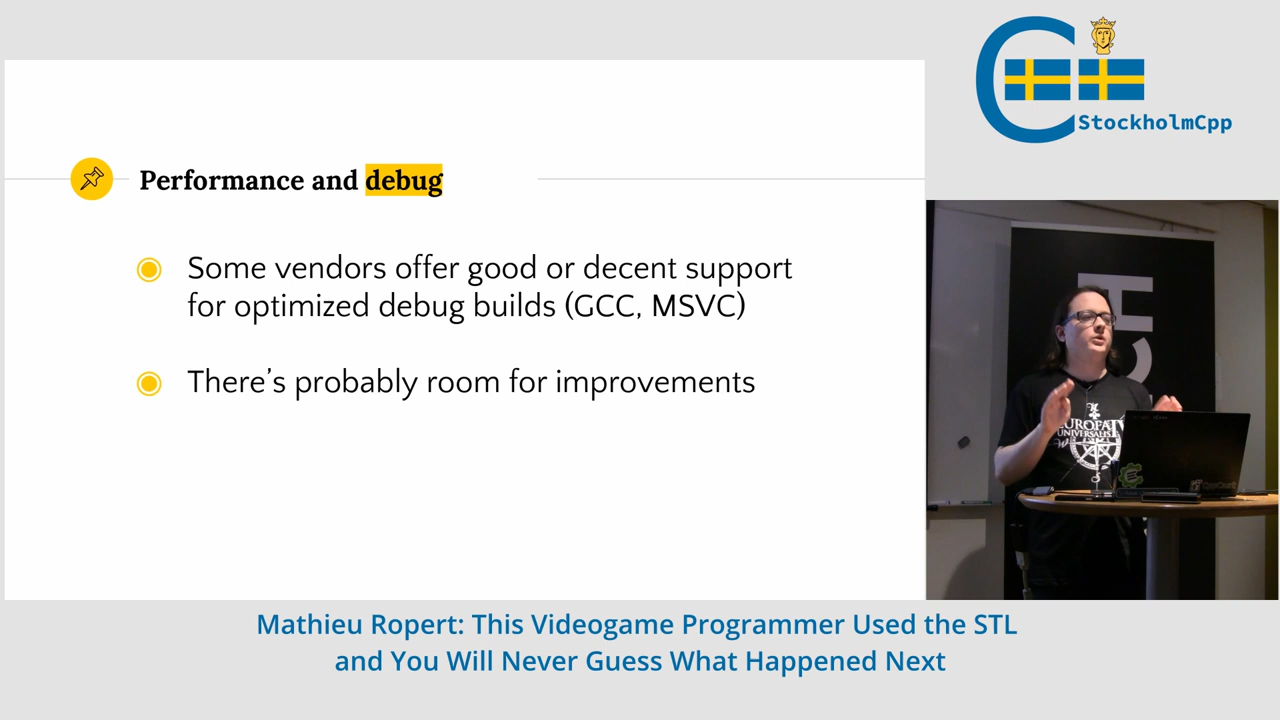 StockholmCpp
Performance and debug
Some vendors offer good or decent support
for optimized debug builds (GCC, MSVC)
There’s probably room for improvements
UNIVERSALIS
Mathieu Ropert: This Videogame Programmer Used the STL
and You Will Never Guess What Happened Next